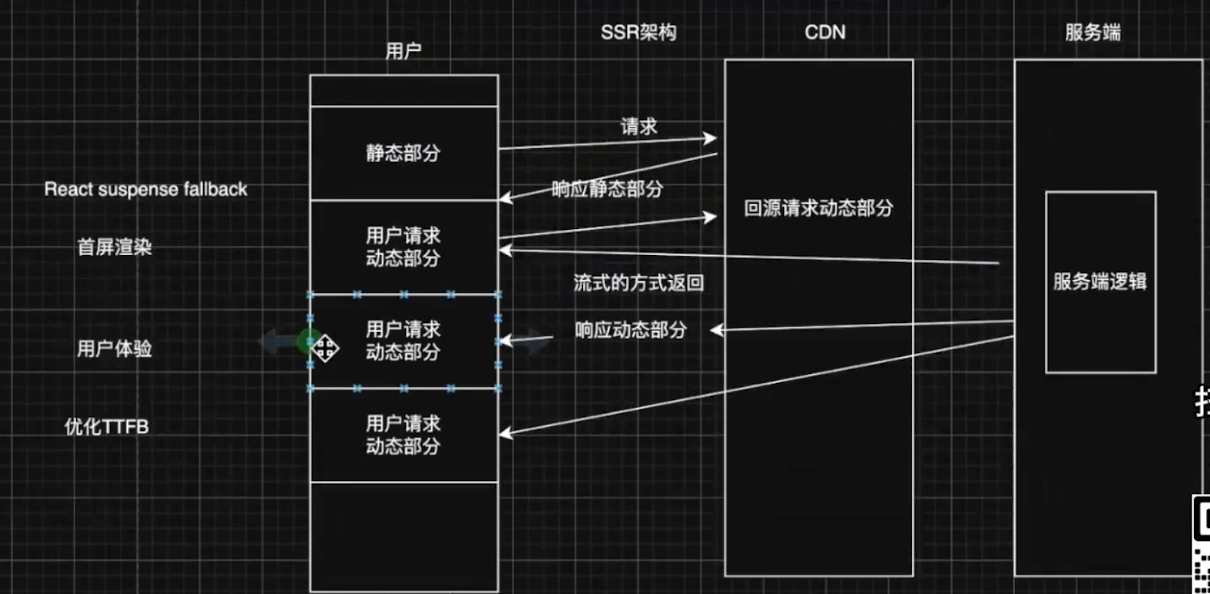 SSR架构
CDN
服务端
用户
请求
静态部分
React suspense fallback
响应静态部分
回源请求动态部分
用户请求
动态部分
首屏渲染
流式的方式返回
服务端逻辑
用户请求
动态部分
响应动态部分
用户体验
用户请求
动态部分
优化TTFB